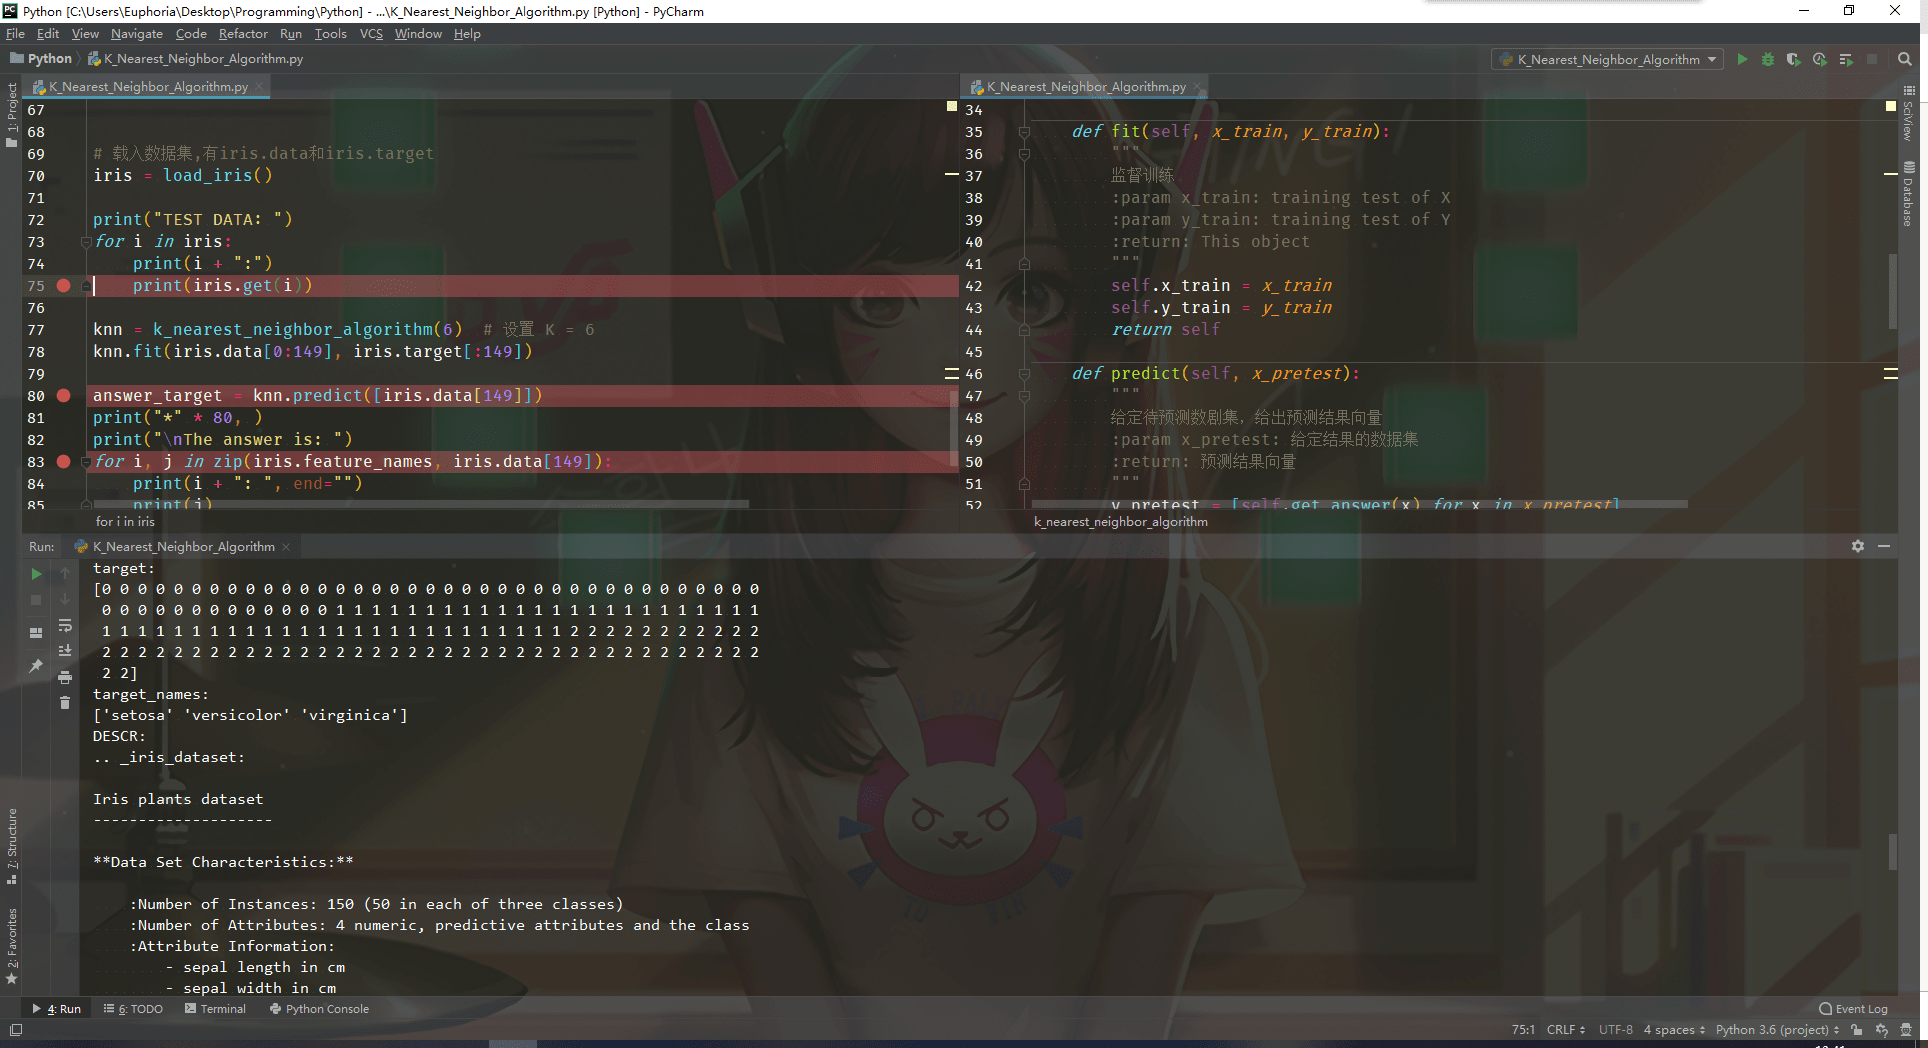 Python [C:\Users\Euphoria\Desktop\Programming\Python] - ...\K_Nearest_Neighbor_Algorithm.py [Python] - PyCharm
File Edit View Navigate Code Refactor Run Tools VCS Window Help
Python K_Nearest_Neighbor_Algorithm.py
K_Nearest_Neighbor_Algorithm
K_Nearest_Neighbor_Algorithm.py
67
68
69 # 载入数据集,有iris.data和iris.target
70 iris = load_iris()
71
72 print("TEST DATA: ")
73 for i in iris:
74 print(i + ":")
75 print(iris.get(i))
76
77 knn = k_nearest_neighbor_algorithm(6)  # 设置 K = 6
78 knn.fit(iris.data[0:149], iris.target[:149])
79
80 answer_target = knn.predict([iris.data[149]])
81 print("*" * 80, )
82 print("\nThe answer is: ")
83 for i, j in zip(iris.feature_names, iris.data[149]):
84 print(i + ": ", end="")
85 print(j)
for i in iris
K_Nearest_Neighbor_Algorithm.py
34
35 def fit(self, x_train, y_train):
36 """
37 监督训练
38 :param x_train: training test of X
39 :param y_train: training test of Y
40 :return: This object
41 """
42 self.x_train = x_train
43 self.y_train = y_train
44 return self
45
46 def predict(self, x_pretest):
47 """
48 给定待预测数剧集，给出预测结果向量
49 :param x_pretest: 给定结果的数据集
50 :return: 预测结果向量
51 """
52 y_pretest = [self.get_answer(x) for x in x_pretest]
k_nearest_neighbor_algorithm
1: Project
7: Structure
2: Favorites
SciView
Database
Run: K_Nearest_Neighbor_Algorithm
target:
[0 0 0 0 0 0 0 0 0 0 0 0 0 0 0 0 0 0 0 0 0 0 0 0 0 0 0 0 0 0 0 0 0 0 0 0 0
0 0 0 0 0 0 0 0 0 0 0 0 0 1 1 1 1 1 1 1 1 1 1 1 1 1 1 1 1 1 1 1 1 1 1 1 1
1 1 1 1 1 1 1 1 1 1 1 1 1 1 1 1 1 1 1 1 1 1 1 1 1 1 2 2 2 2 2 2 2 2 2 2 2
2 2 2 2 2 2 2 2 2 2 2 2 2 2 2 2 2 2 2 2 2 2 2 2 2 2 2 2 2 2 2 2 2 2 2 2 2
2 2]
target_names:
['setosa' 'versicolor' 'virginica']
DESCR:
.. _iris_dataset:
Iris plants dataset
--------------------
**Data Set Characteristics:**
:Number of Instances: 150 (50 in each of three classes)
:Number of Attributes: 4 numeric, predictive attributes and the class
:Attribute Information:
- sepal length in cm
- sepal width in cm
4: Run 6: TODO Terminal Python Console Event Log
75:1 CRLF UTF-8 4 spaces Python 3.6 (project)